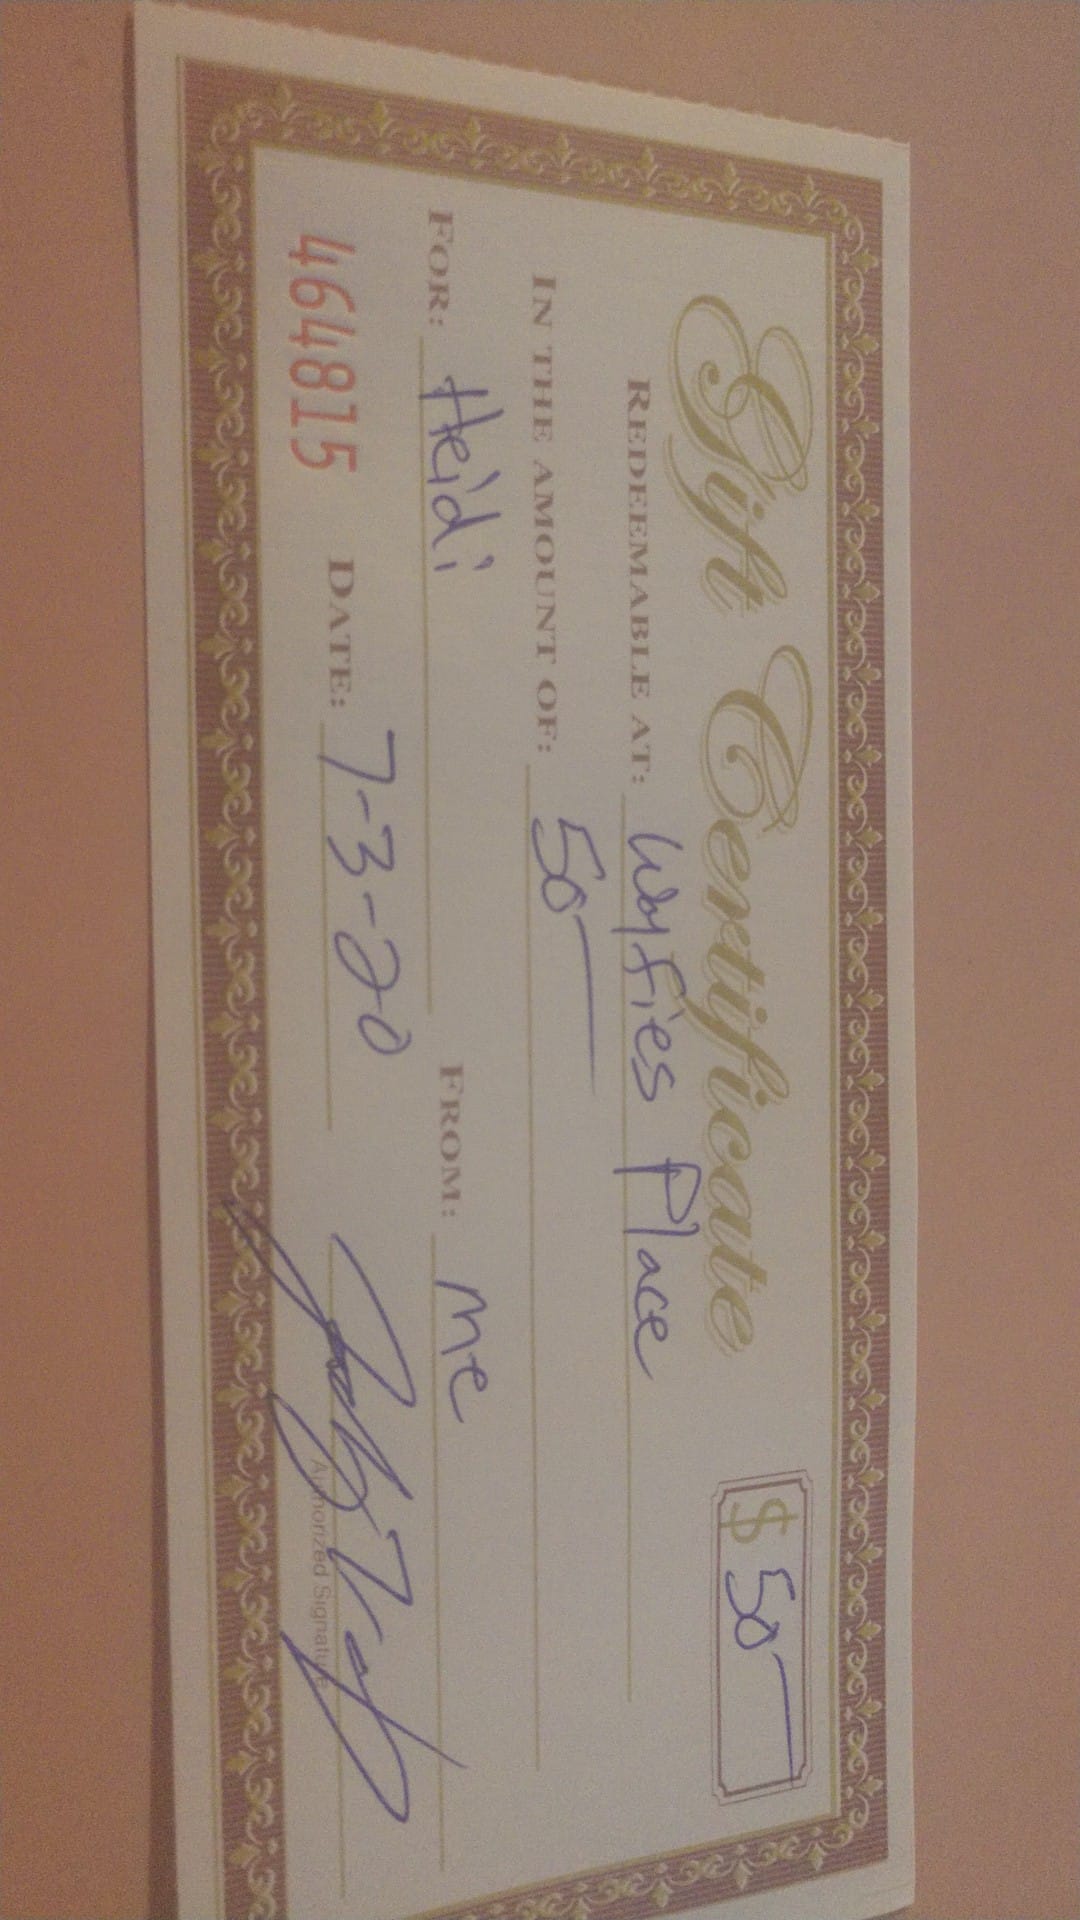 Gift Certificate $ 50
REDEEMABLE AT: Worfies Place
IN THE AMOUNT OF: 50
FOR: Heidi FROM: me
464815 DATE: 7-3-20
Authorized Signature